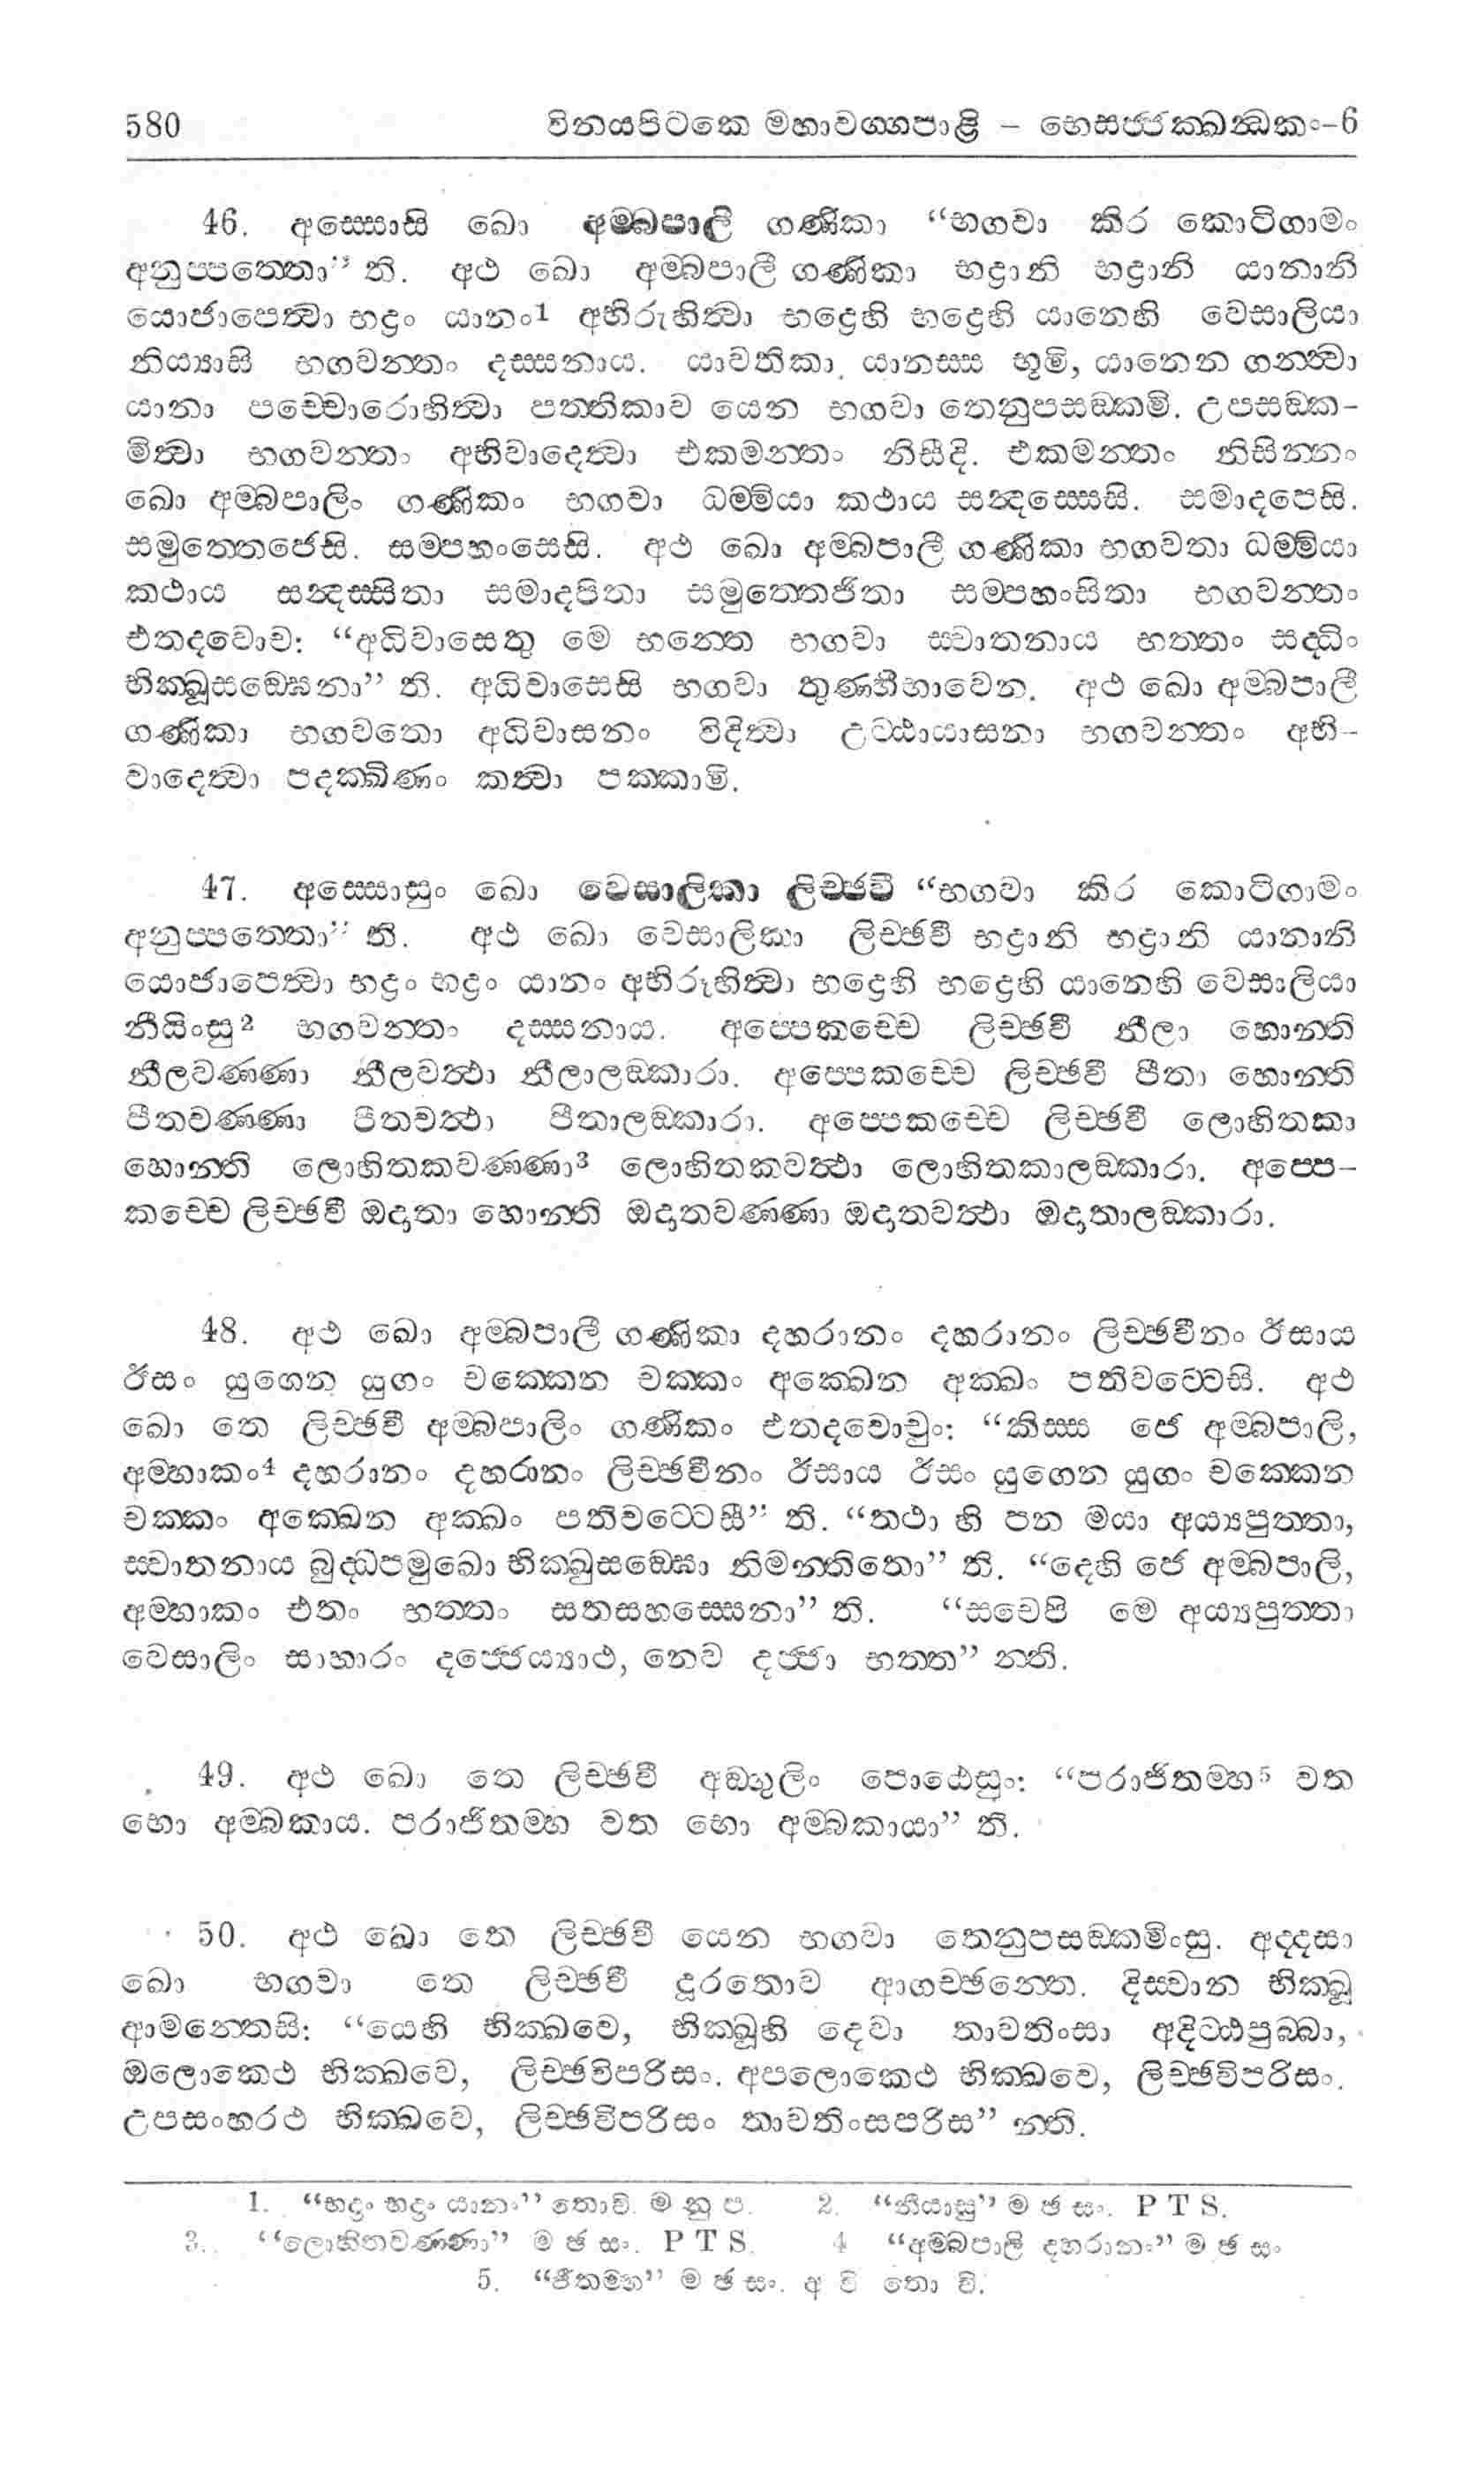 580 විනයපිටකෙ මහාවග්ගපාළි – භෙසජ්ජක්ඛන්ධකං–6
46. අස්සොසි ඛො අම්බපාලි ගණිකා “භගවා කිර කොටිගාමං
අනුප්පත්තො” ති. අථ ඛො අම්බපාලී ගණිකා භද්‍රානි භද්‍රානි යානානි
යොජාපෙත්‍වා භද්‍රං යානං1 අභිරුහිත්‍වා භද්‍රෙහි භද්‍රෙහි යානෙහි වෙසාලියා
නිය්‍යාසි භගවන්තං දස්සනාය. යාවතිකා යානස්ස භූමි, යානෙන ගන්ත්‍වා
යානා පච්චොරොහිත්‍වා පත්තිකාව යෙන භගවා තෙනුපසඞ්කමි. උපසඞ්ක–
මිත්‍වා භගවන්තං අභිවාදෙත්‍වා එකමන්තං නිසීදි. එකමන්තං නිසින්නං
ඛො අම්බපාලිං ගණිකං භගවා ධම්මියා කථාය සන්දස්සෙසි. සමාදපෙසි.
සමුත්තෙජෙසි. සම්පහංසෙසි. අථ ඛො අම්බපාලී ගණිකා භගවතා ධම්මියා
කථාය සන්දස්සිතා සමාදපිතා සමුත්තෙජිතා සම්පහංසිතා භගවන්තං
එතදවොච: “අධිවාසෙතු මෙ භන්තෙ භගවා ස්වාතනාය භත්තං සද්ධිං
භික්ඛූසඞ්ඝෙනා” ති. අධිවාසෙසි භගවා තුණ්හීභාවෙන. අථ ඛො අම්බපාලී
ගණිකා භගවතො අධිවාසනං විදිත්‍වා උට්ඨායාසනා භගවන්තං අභි–
වාදෙත්‍වා පදක්ඛිණං කත්‍වා පක්කාමි.
47. අස්සොසුං ඛො වෙසාලිකා ලිච්ඡවී “භගවා කිර කොටිගාමං
අනුප්පත්තො” ති. අථ ඛො වෙසාලිකා ලිච්ඡවී භද්‍රානි භද්‍රානි යානානි
යොජාපෙත්‍වා භද්‍රං භද්‍රං යානං අභිරූහිත්‍වා භද්‍රෙහි භද්‍රෙහි යානෙහි වෙසාලියා
නීයිංසු2 භගවන්තං දස්සනාය. අප්පෙකච්චෙ ලිච්ඡවී නීලා හොන්ති
නීලවණ්ණා නීලවත්‍ථා නීලාලඞ්කාරා. අප්පෙකච්චෙ ලිච්ඡවී පීතා හොන්ති
පීතවණ්ණා පීතවත්‍ථා පීතාලඞ්කාරා. අප්පෙකච්චෙ ලිච්ඡවී ලොහිතකා
හොන්ති ලොහිතකවණ්ණා3 ලොහිතකවත්‍ථා ලොහිතකාලඞ්කාරා. අප්පෙ–
කච්චෙ ලිච්ඡවී ඔදාතා හොන්ති ඔදාතවණ්ණා ඔදාතවත්‍ථා ඔදාතාලඞ්කාරා.
48. අථ ඛො අම්බපාලී ගණිකා දහරානං දහරානං ලිච්ඡවීනං ඊසාය
ඊසං යුගෙන යුගං චක්කෙන චක්කං අක්ඛෙන අක්ඛං පතිවට්ටෙසි. අථ
ඛො තෙ ලිච්ඡවී අම්බපාලිං ගණිකං එතදවොචුං: “කිස්ස ජෙ අම්බපාලි,
අම්හාකං4 දහරානං දහරානං ලිච්ඡවීනං ඊසාය ඊසං යුගෙන යුගං චක්කෙන
චක්කං අක්ඛෙන අක්ඛං පතිවට්ටෙසී” ති. “තථා හි පන මයා අය්‍යපුත්තා,
ස්වාතනාය බුද්ධප්පමුඛො භික්ඛුසඞ්ඝො නිමන්තිතො” ති. “දෙහි ජෙ අම්බපාලි,
අම්හාකං එතං භත්තං සතසහස්සෙනා” ති. “සචෙපි මෙ අය්‍යපුත්තා
වෙසාලිං සාහාරං දජ්ජෙය්‍යාථ, නෙව දජ්ජා භත්ත” න්ති.
49. අථ ඛො තෙ ලිච්ඡවී අඞ්ගුලිං පොඨෙසුං: “පරාජිතම්හ5 වත
භො අම්බකාය. පරාජිතම්හ වත භො අම්බකායා” ති.
50. අථ ඛො තෙ ලිච්ඡවී යෙන භගවා තෙනුපසඞ්කමිංසු. අද්දසා
ඛො භගවා තෙ ලිච්ඡවී දූරතොව ආගච්ඡන්තෙ. දිස්වාන භික්ඛූ
ආමන්තෙසි: “යෙහි භික්ඛවෙ, භික්ඛූහි දෙවා තාවතිංසා අදිට්ඨපුබ්බා,
ඔලොකෙථ භික්ඛවෙ, ලිච්ඡවිපරිසං. අපලොකෙථ භික්ඛවෙ, ලිච්ඡවිපරිසං.
උපසංහරථ භික්ඛවෙ, ලිච්ඡවිපරිසං තාවතිංසපරිස” න්ති.
1. “භද්‍රං භද්‍රං යානං” තොවි. ම නු ප. 2. “නීයාසු” ම ඡ සං. P T S.
3. “ලොහිතවණ්ණා” ම ඡ සං. P T S. 4 “අම්බපාලි දහරානං” ම ඡ සං
5. “ජිතම්හ” ම ඡ සං. අ වි තො වි.